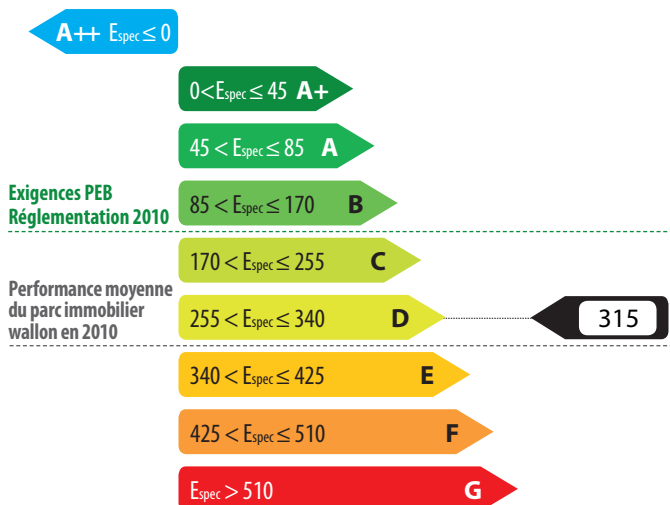 A++ Espec ≤ 0
0 < Espec ≤ 45 A+
45 < Espec ≤ 85 A
Exigences PEB
Réglementation 2010
85 < Espec ≤ 170 B
170 < Espec ≤ 255 C
Performance moyenne
du parc immobilier
wallon en 2010
255 < Espec ≤ 340 D
315
340 < Espec ≤ 425 E
425 < Espec ≤ 510 F
Espec > 510 G